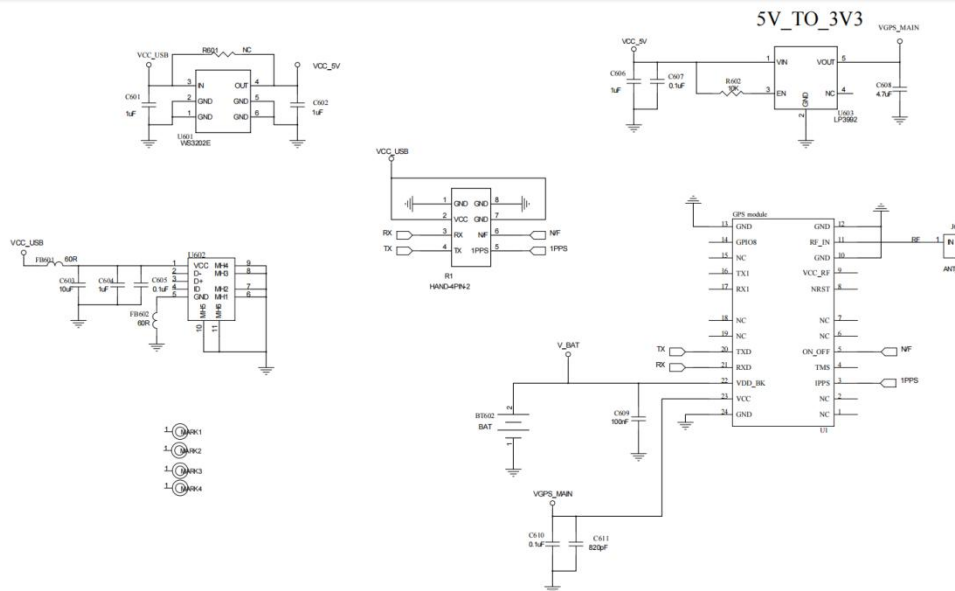 5V_TO_3V3
VCC_USB
R601 NC
VCC_5V
C601
1uF
3 IN OUT 4
2 GND GND 5
1 GND GND 6
C602
1uF
U601
WS3202E
VCC_5V
VGPS_MAIN
C606
1uF
C607
0.1uF
R602
10K
1 VIN VOUT 5
3 EN NC 4
GND
2
U603
LP3992
C608
4.7uF
VCC_USB
1 GND GND 8
2 VCC GND 7
RX 3 RX N/F 6 N/F
TX 4 TX 1PPS 5 1PPS
R1
HAND-4PIN-2
VCC_USB
FB601 60R
C603
10uF
C604
1uF
C605
0.1uF
FB602
60R
U602
1 VCC MH4 9
2 D- MH3 8
3 D+
4 ID MH2 7
5 GND MH1 6
MH5 MH6
10 11
GPS module
13 GND GND 12
14 GPIO8 RF_IN 11 RF 1 IN
15 NC GND 10
16 TX1 VCC_RF 9
17 RX1 NRST 8
18 NC NC 7
19 NC NC 6
TX 20 TXD ON_OFF 5 N/F
RX 21 RXD TMS 4
22 VDD_BK 1PPS 3 1PPS
23 VCC NC 2
24 GND NC 1
U1
ANT
V_BAT
BT602
BAT
2
1
C609
100nF
VGPS_MAIN
C610
0.1uF
C611
820pF
1 MARK1
1 MARK2
1 MARK3
1 MARK4